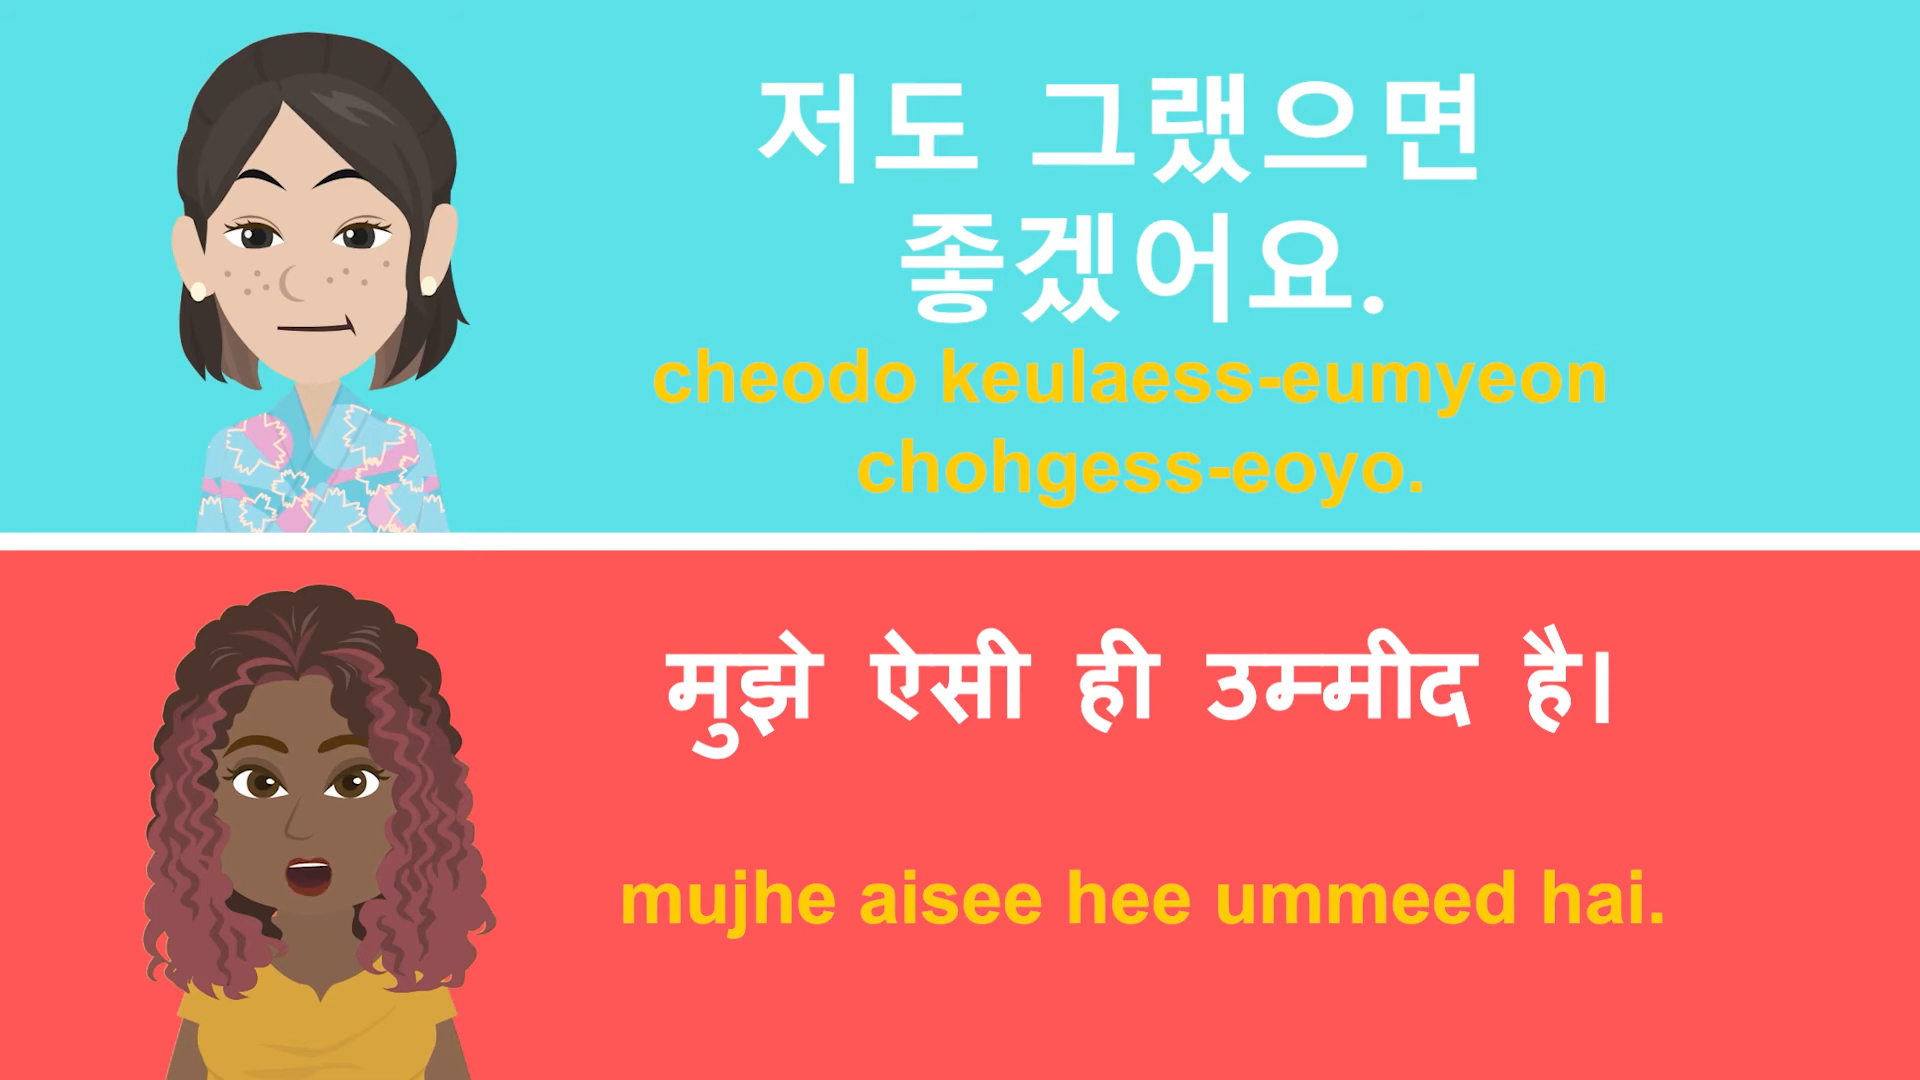 저도 그랬으면
좋겠어요.
cheodo keulaess-eumyeon
chohgess-eoyo.
मुझे ऐसी ही उम्मीद है।
mujhe aisee hee ummeed hai.